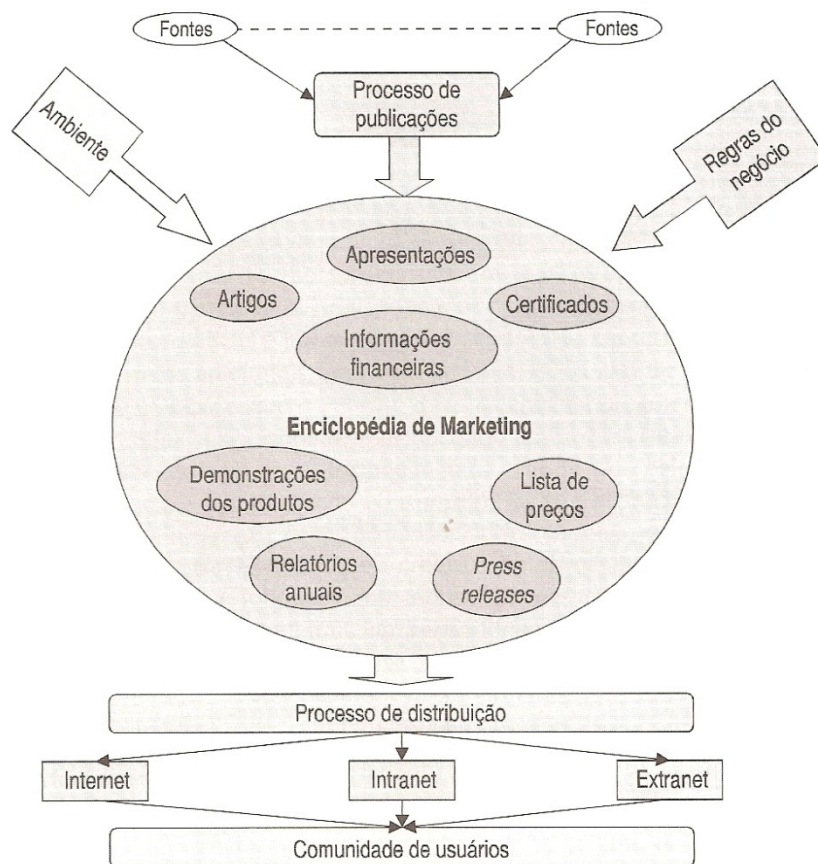 Fontes
Fontes
Processo de
publicações
Ambiente
Regras do
negócio
Apresentações
Artigos
Certificados
Informações
financeiras
Enciclopédia de Marketing
Demonstrações
dos produtos
Lista de
preços
Relatórios
anuais
Press
releases
Processo de distribuição
Internet
Intranet
Extranet
Comunidade de usuários